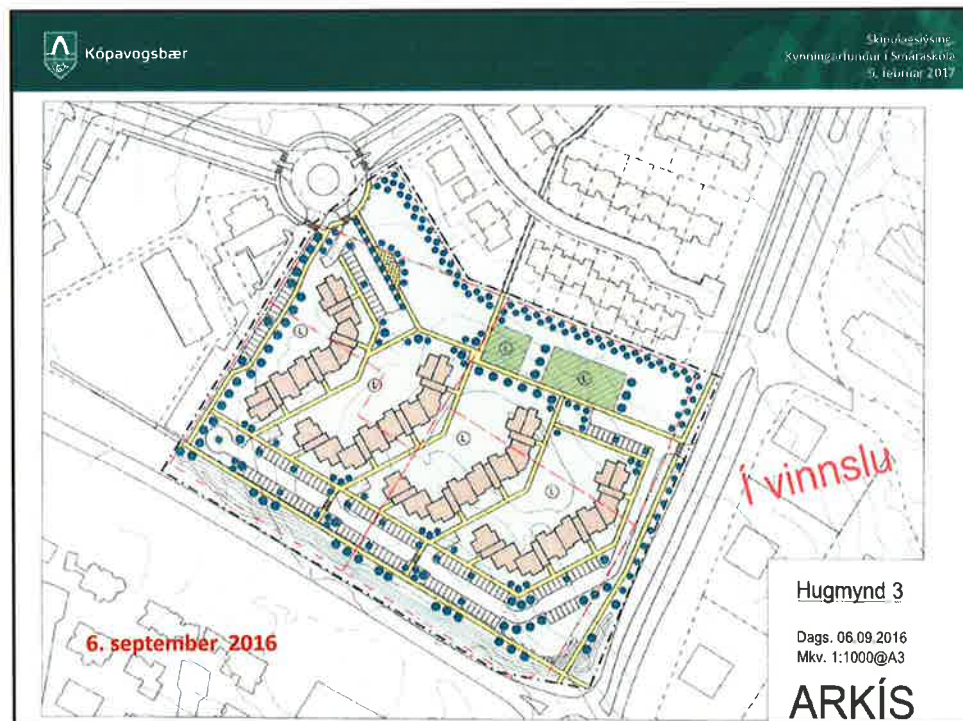 Kópavogsbær
Skipulagslýsing.
Kynningarfundur í Smáraskóla
9. febrúar 2017
L
L
L
L
L
L
Í vinnslu
6. september 2016
Hugmynd 3
Dags. 06.09.2016
Mkv. 1:1000@A3
ARKÍS